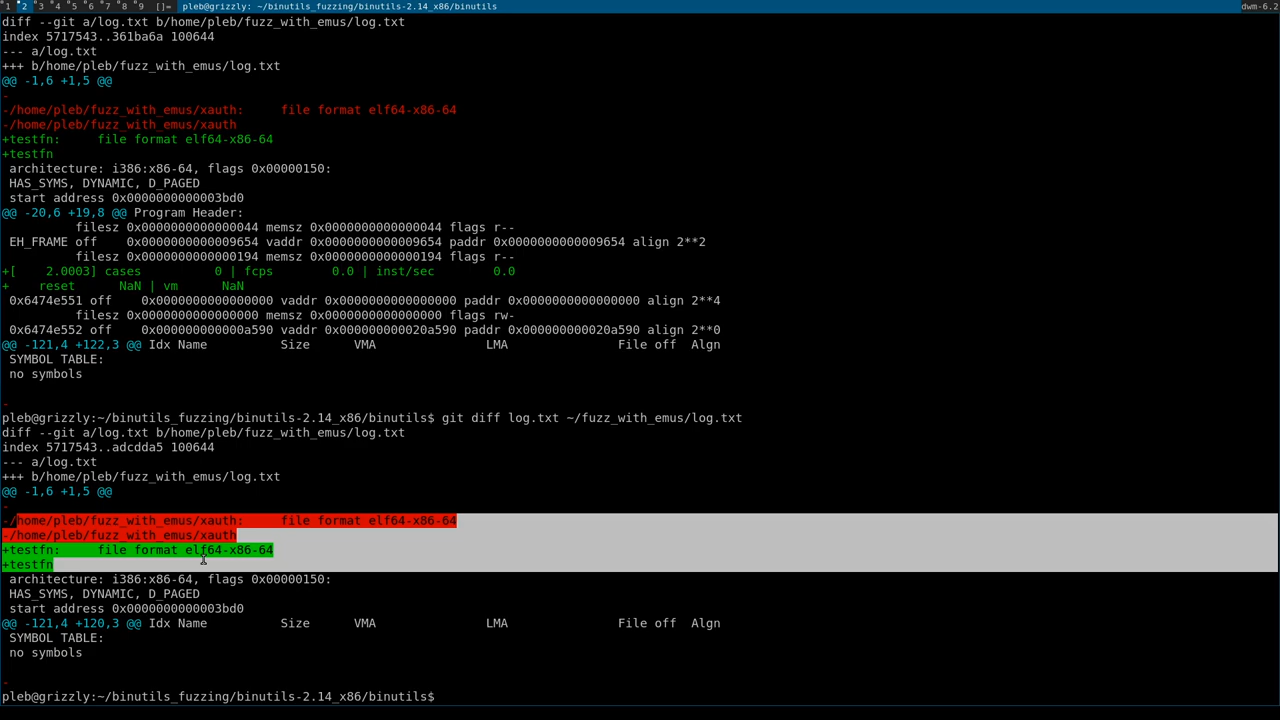 1 2 3 4 5 6 7 8 9 []= pleb@grizzly: ~/binutils_fuzzing/binutils-2.14_x86/binutils dwm-6.2
diff --git a/log.txt b/home/pleb/fuzz_with_emus/log.txt
index 5717543..361ba6a 100644
--- a/log.txt
+++ b/home/pleb/fuzz_with_emus/log.txt
@@ -1,6 +1,5 @@
-
-/home/pleb/fuzz_with_emus/xauth:     file format elf64-x86-64
-/home/pleb/fuzz_with_emus/xauth
+testfn:     file format elf64-x86-64
+testfn
 architecture: i386:x86-64, flags 0x00000150:
 HAS_SYMS, DYNAMIC, D_PAGED
 start address 0x0000000000003bd0
@@ -20,6 +19,8 @@ Program Header:
          filesz 0x0000000000000044 memsz 0x0000000000000044 flags r--
 EH_FRAME off    0x0000000000009654 vaddr 0x0000000000009654 paddr 0x0000000000009654 align 2**2
          filesz 0x0000000000000194 memsz 0x0000000000000194 flags r--
+[    2.0003] cases          0 | fcps        0.0 | inst/sec        0.0
+    reset      NaN | vm      NaN
 0x6474e551 off    0x0000000000000000 vaddr 0x0000000000000000 paddr 0x0000000000000000 align 2**4
          filesz 0x0000000000000000 memsz 0x0000000000000000 flags rw-
 0x6474e552 off    0x000000000000a590 vaddr 0x000000000020a590 paddr 0x000000000020a590 align 2**0
@@ -121,4 +122,3 @@ Idx Name          Size      VMA               LMA               File off  Algn
 SYMBOL TABLE:
 no symbols
-
pleb@grizzly:~/binutils_fuzzing/binutils-2.14_x86/binutils$ git diff log.txt ~/fuzz_with_emus/log.txt
diff --git a/log.txt b/home/pleb/fuzz_with_emus/log.txt
index 5717543..adcdda5 100644
--- a/log.txt
+++ b/home/pleb/fuzz_with_emus/log.txt
@@ -1,6 +1,5 @@
-
-/home/pleb/fuzz_with_emus/xauth:     file format elf64-x86-64
-/home/pleb/fuzz_with_emus/xauth
+testfn:     file format elf64-x86-64
+testfn
 architecture: i386:x86-64, flags 0x00000150:
 HAS_SYMS, DYNAMIC, D_PAGED
 start address 0x0000000000003bd0
@@ -121,4 +120,3 @@ Idx Name          Size      VMA               LMA               File off  Algn
 SYMBOL TABLE:
 no symbols
-
pleb@grizzly:~/binutils_fuzzing/binutils-2.14_x86/binutils$